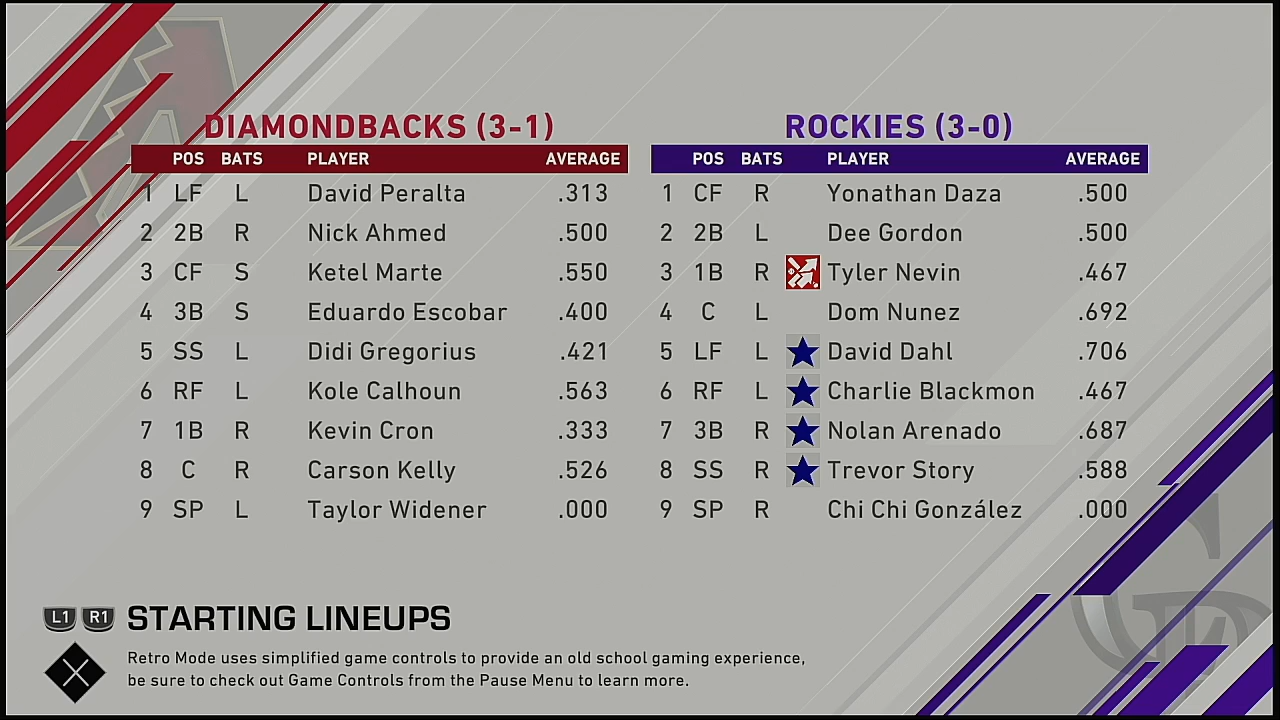 DIAMONDBACKS (3-1)
POS BATS PLAYER AVERAGE
1 LF L David Peralta .313
2 2B R Nick Ahmed .500
3 CF S Ketel Marte .550
4 3B S Eduardo Escobar .400
5 SS L Didi Gregorius .421
6 RF L Kole Calhoun .563
7 1B R Kevin Cron .333
8 C R Carson Kelly .526
9 SP L Taylor Widener .000
ROCKIES (3-0)
POS BATS PLAYER AVERAGE
1 CF R Yonathan Daza .500
2 2B L Dee Gordon .500
3 1B R Tyler Nevin .467
4 C L Dom Nunez .692
5 LF L David Dahl .706
6 RF L Charlie Blackmon .467
7 3B R Nolan Arenado .687
8 SS R Trevor Story .588
9 SP R Chi Chi González .000
L1 R1 STARTING LINEUPS
Retro Mode uses simplified game controls to provide an old school gaming experience,
be sure to check out Game Controls from the Pause Menu to learn more.